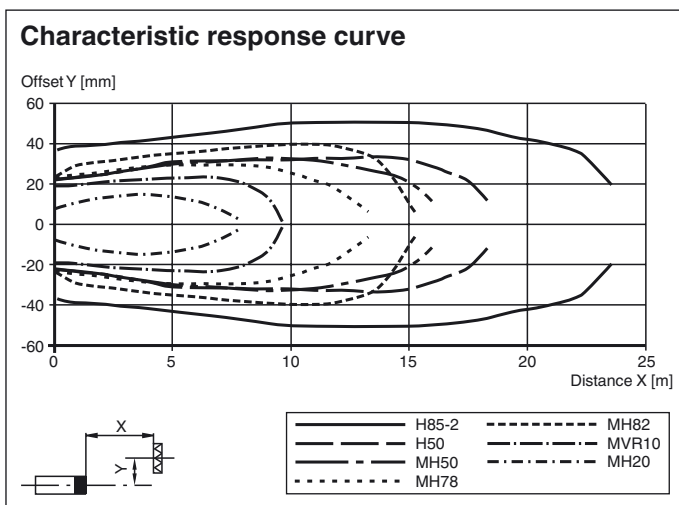 Characteristic response curve
Offset Y [mm]
60
40
20
0
-20
-40
-60
0 5 10 15 20 25
Distance X [m]
X
Y
H85-2 MH82
H50 MVR10
MH50 MH20
MH78